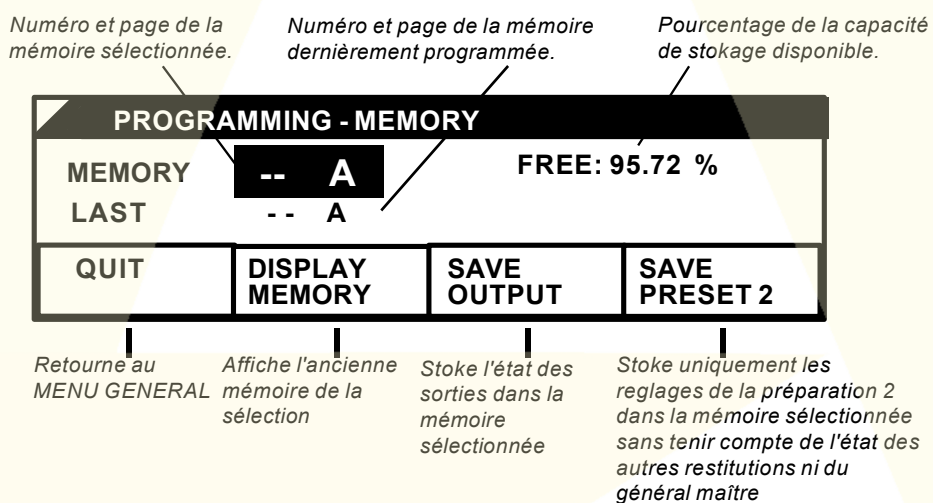 Numéro et page de la
mémoire sélectionnée.
Numéro et page de la mémoire
dernièrement programmée.
Pourcentage de la capacité
de stokage disponible.
PROGRAMMING - MEMORY
MEMORY -- A FREE: 95.72 %
LAST - - A
QUIT
DISPLAY
MEMORY
SAVE
OUTPUT
SAVE
PRESET 2
Retourne au
MENU GENERAL
Affiche l'ancienne
mémoire de la
sélection
Stoke l'état des
sorties dans la
mémoire
sélectionnée
Stoke uniquement les
reglages de la préparation 2
dans la mémoire sélectionnée
sans tenir compte de l'état des
autres restitutions ni du
général maître